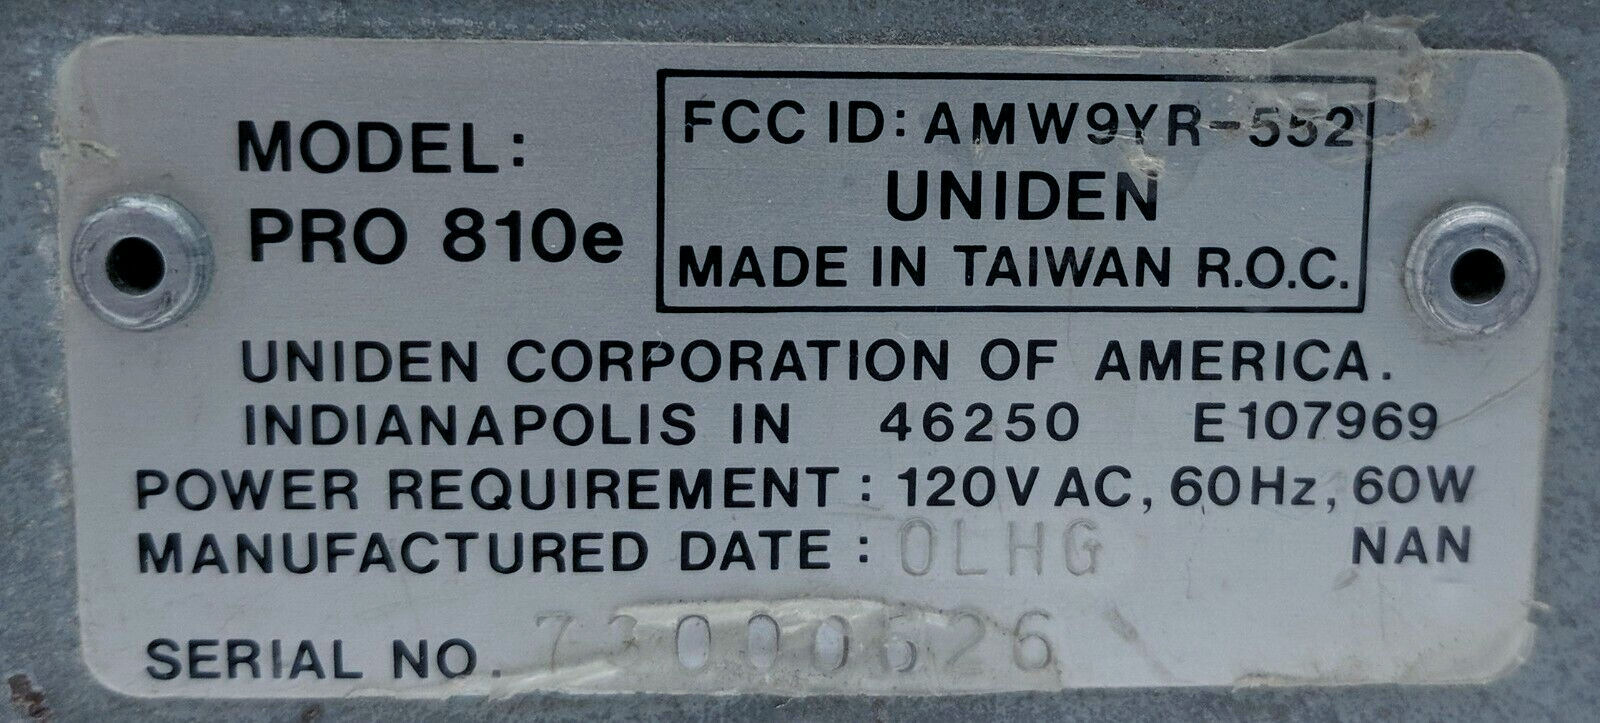 MODEL:
PRO 810e
FCC ID: AMW9YR-552
UNIDEN
MADE IN TAIWAN R.O.C.
UNIDEN CORPORATION OF AMERICA.
INDIANAPOLIS IN 46250 E107969
POWER REQUIREMENT : 120V AC, 60Hz, 60W
MANUFACTURED DATE : OLHG NAN
SERIAL NO.